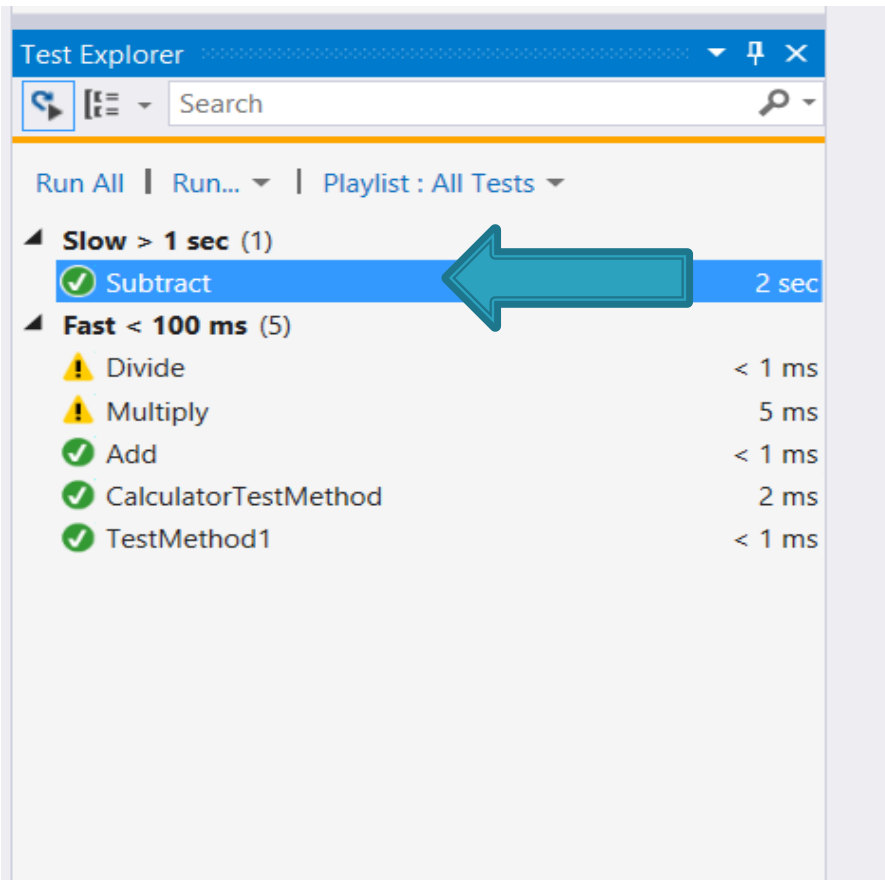 Test Explorer
Search
Run All | Run... | Playlist : All Tests
Slow > 1 sec (1)
Subtract 2 sec
Fast < 100 ms (5)
Divide < 1 ms
Multiply 5 ms
Add < 1 ms
CalculatorTestMethod 2 ms
TestMethod1 < 1 ms